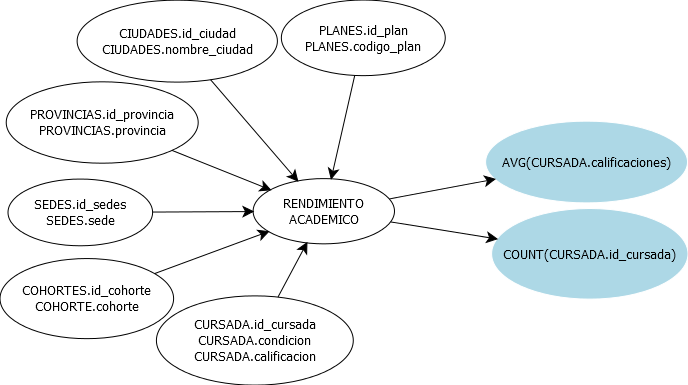 CIUDADES.id_ciudad
CIUDADES.nombre_ciudad
PLANES.id_plan
PLANES.codigo_plan
PROVINCIAS.id_provincia
PROVINCIAS.provincia
AVG(CURSADA.calificaciones)
SEDES.id_sedes
SEDES.sede
RENDIMIENTO
ACADEMICO
COUNT(CURSADA.id_cursada)
COHORTES.id_cohorte
COHORTE.cohorte
CURSADA.id_cursada
CURSADA.condicion
CURSADA.calificacion